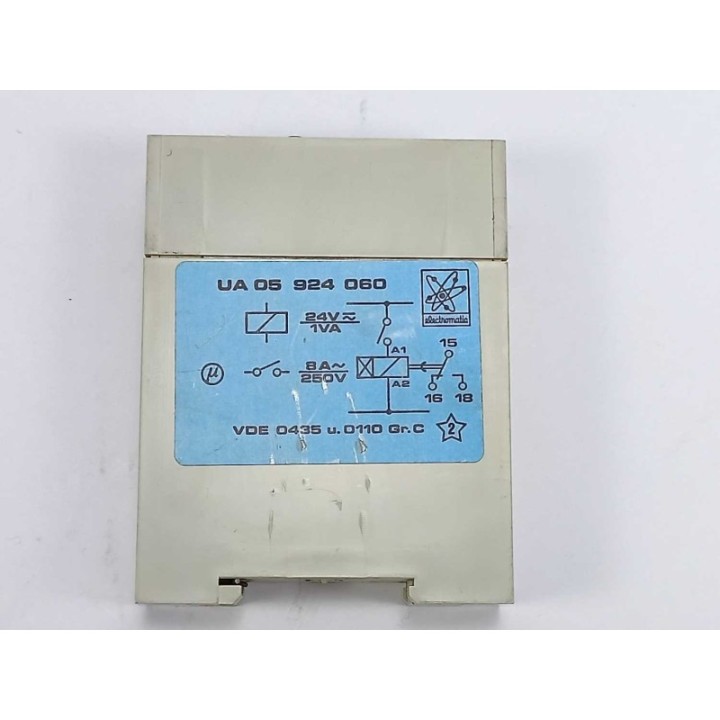 UA 05 924 060
electromatic
24V≂
1VA
A1
15
µ
8A~
250V
A2
16 18
VDE 0435 u. 0110 Gr. C
2